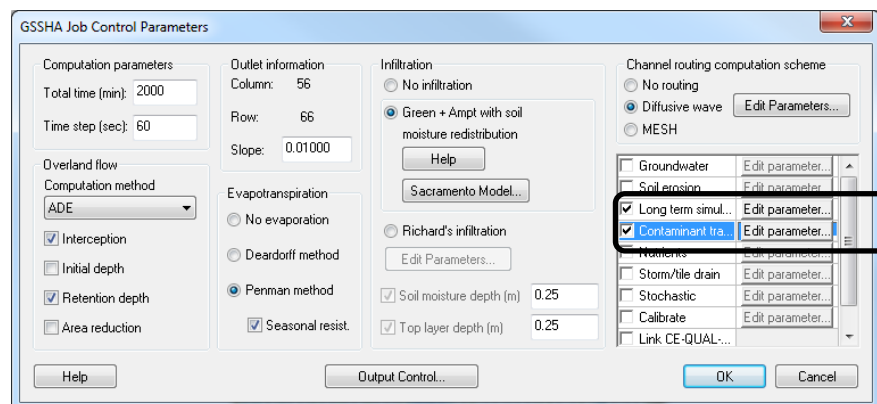 GSSHA Job Control Parameters
Computation parameters
Total time (min): 2000
Time step (sec): 60
Overland flow
Computation method
ADE
Interception
Initial depth
Retention depth
Area reduction
Outlet information
Column: 56
Row: 66
Slope: 0.01000
Evapotranspiration
No evaporation
Deardorff method
Penman method
Seasonal resist.
Infiltration
No infiltration
Green + Ampt with soil
moisture redistribution
Help
Sacramento Model...
Richard's infiltration
Edit Parameters...
Soil moisture depth (m) 0.25
Top layer depth (m) 0.25
Channel routing computation scheme
No routing
Diffusive wave Edit Parameters...
MESH
Groundwater Edit parameter...
Soil erosion Edit parameter...
Long term simul... Edit parameter...
Contaminant tra... Edit parameter...
Nutrients Edit parameter...
Storm/tile drain Edit parameter...
Stochastic Edit parameter...
Calibrate Edit parameter...
Link CE-QUAL-...
Help
Output Control...
OK
Cancel